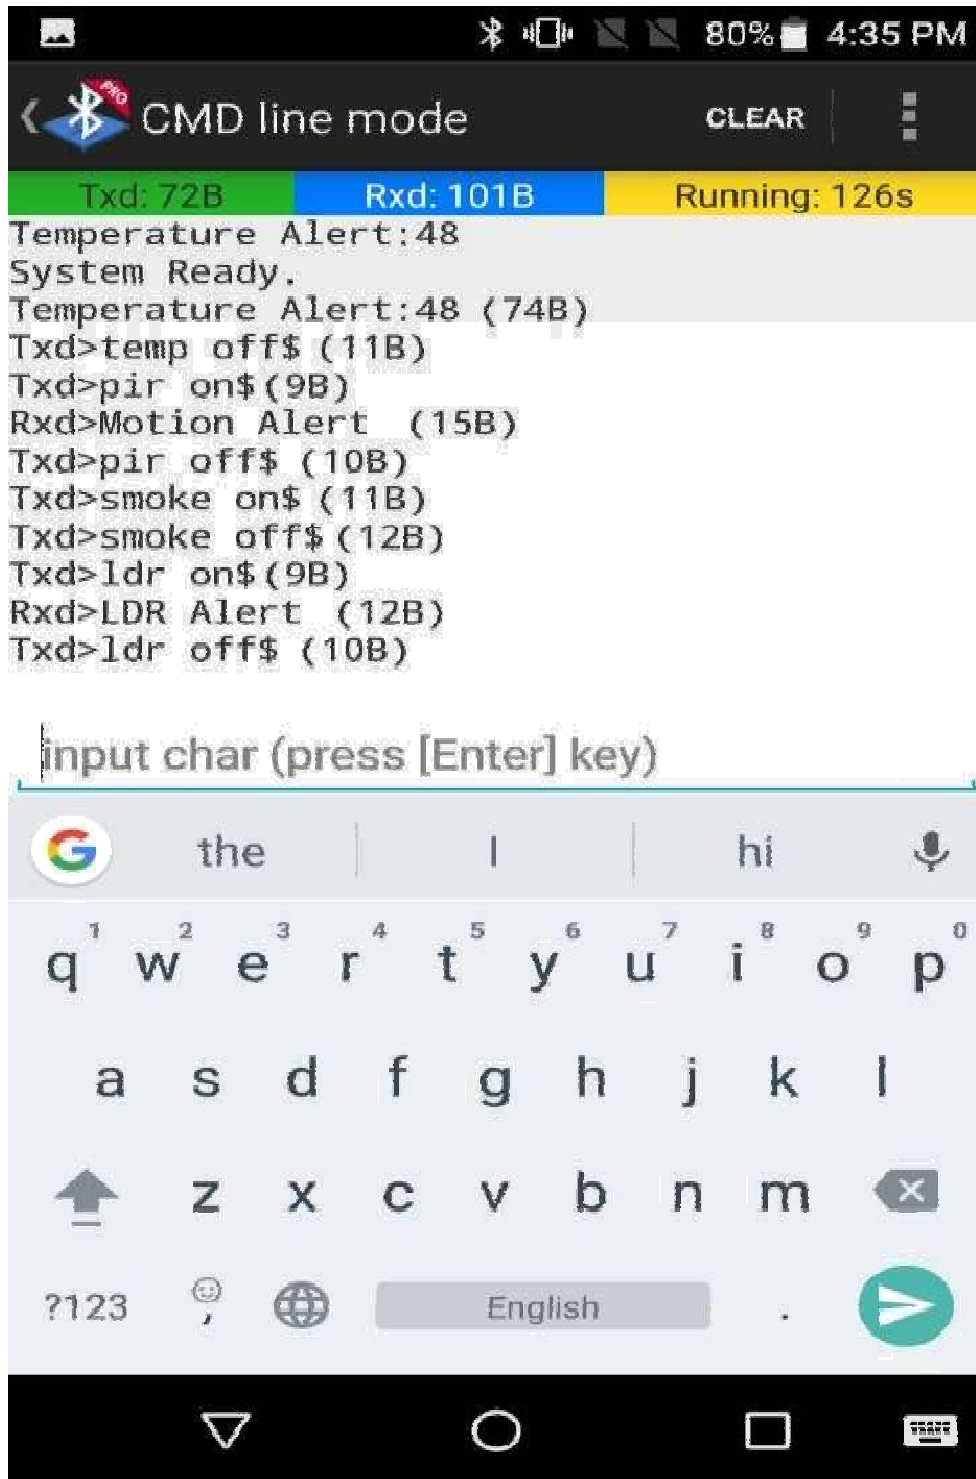 80% 4:35 PM
PRO
CMD line mode CLEAR
Txd: 72B Rxd: 101B Running: 126s
Temperature Alert:48
System Ready.
Temperature Alert:48 (74B)
Txd>temp off$ (11B)
Txd>pir on$(9B)
Rxd>Motion Alert (15B)
Txd>pir off$ (10B)
Txd>smoke on$ (11B)
Txd>smoke off$(12B)
Txd>ldr on$(9B)
Rxd>LDR Alert (12B)
Txd>ldr off$ (10B)
input char (press [Enter] key)
G the I hi
1 2 3 4 5 6 7 8 9 0
q w e r t y u i o p
a s d f g h j k l
z x c v b n m
?123 , English .